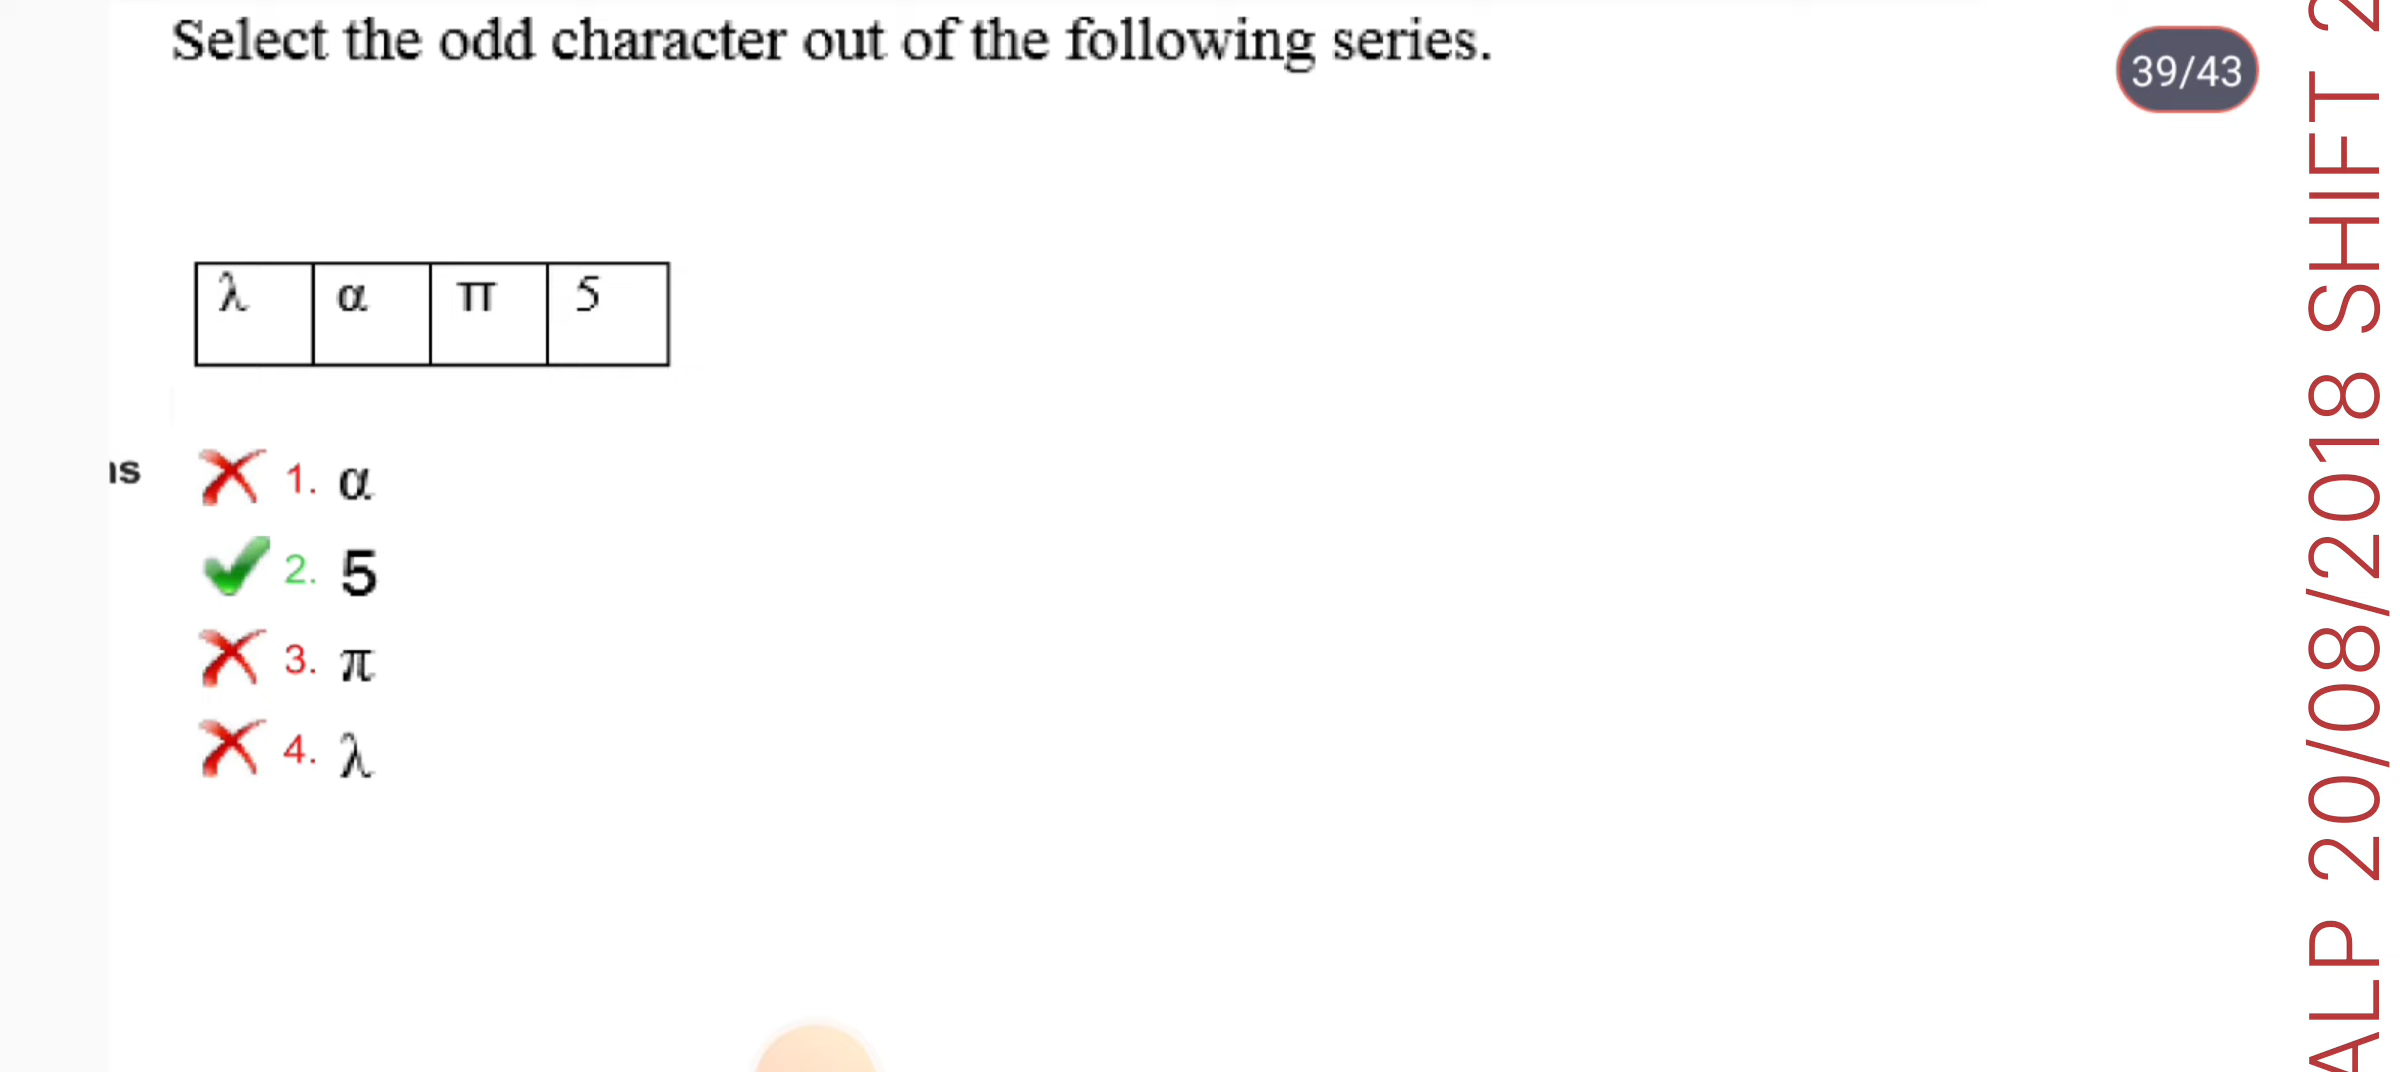 Select the odd character out of the following series.
39/43
λ α π 5
1. α
2. 5
3. π
4. λ
ALP 20/08/2018 SHIFT 2